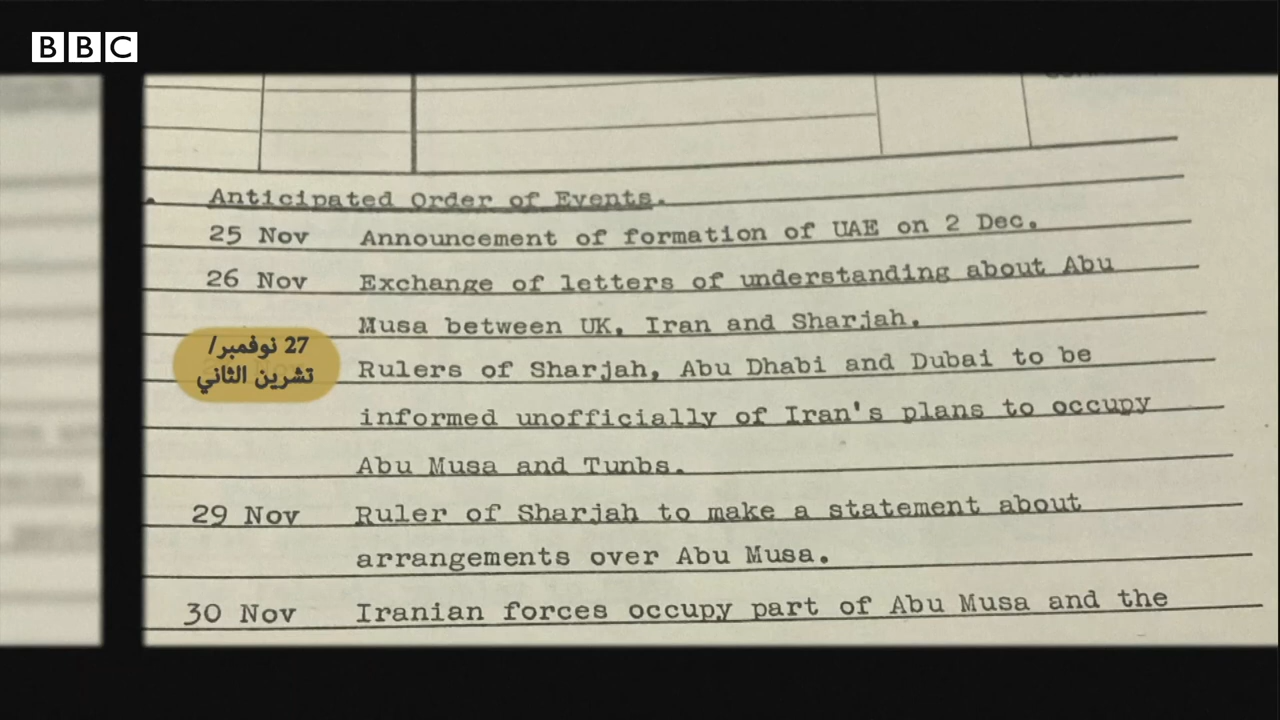 BBC
Anticipated Order of Events.
25 Nov Announcement of formation of UAE on 2 Dec.
26 Nov Exchange of letters of understanding about Abu
Musa between UK, Iran and Sharjah.
27 نوفمبر/
تشرين الثاني
Rulers of Sharjah, Abu Dhabi and Dubai to be
informed unofficially of Iran's plans to occupy
Abu Musa and Tunbs.
29 Nov Ruler of Sharjah to make a statement about
arrangements over Abu Musa.
30 Nov Iranian forces occupy part of Abu Musa and the